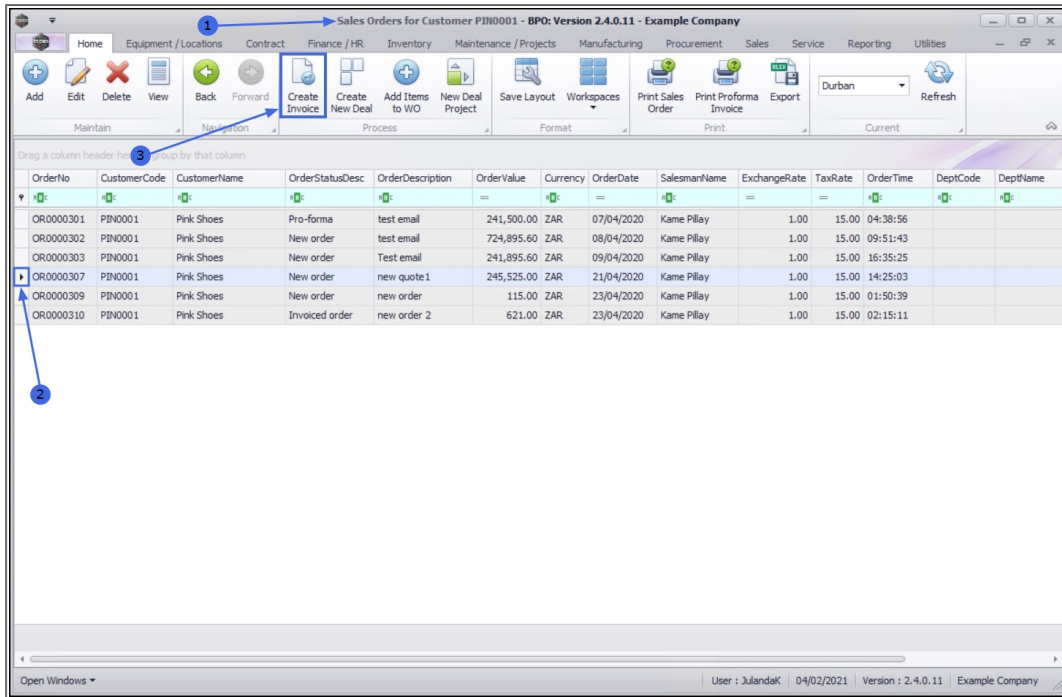 1
Sales Orders for Customer PIN0001 - BPO: Version 2.4.0.11 - Example Company
Home Equipment / Locations Contract Finance / HR Inventory Maintenance / Projects Manufacturing Procurement Sales Service Reporting Utilities
Add Edit Delete View Back Forward Create Invoice Create New Deal Add Items to WO New Deal Project Save Layout Workspaces Print Sales Order Print Proforma Invoice Export Durban Refresh
Maintain Navigation Process Format Print Current
3
Drag a column header here group by that column
OrderNo CustomerCode CustomerName OrderStatusDesc OrderDescription OrderValue Currency OrderDate SalesmanName ExchangeRate TaxRate OrderTime DeptCode DeptName
OR0000301 PIN0001 Pink Shoes Pro-forma test email 241,500.00 ZAR 07/04/2020 Kame Pillay 1.00 15.00 04:38:56
OR0000302 PIN0001 Pink Shoes New order test email 724,895.60 ZAR 08/04/2020 Kame Pillay 1.00 15.00 09:51:43
OR0000303 PIN0001 Pink Shoes New order Test email 241,895.60 ZAR 09/04/2020 Kame Pillay 1.00 15.00 16:35:25
OR0000307 PIN0001 Pink Shoes New order new quote1 245,525.00 ZAR 21/04/2020 Kame Pillay 1.00 15.00 14:25:03
OR0000309 PIN0001 Pink Shoes New order new order 115.00 ZAR 23/04/2020 Kame Pillay 1.00 15.00 01:50:39
OR0000310 PIN0001 Pink Shoes Invoiced order new order 2 621.00 ZAR 23/04/2020 Kame Pillay 1.00 15.00 02:15:11
2
Open Windows User : JulandaK 04/02/2021 Version : 2.4.0.11 Example Company